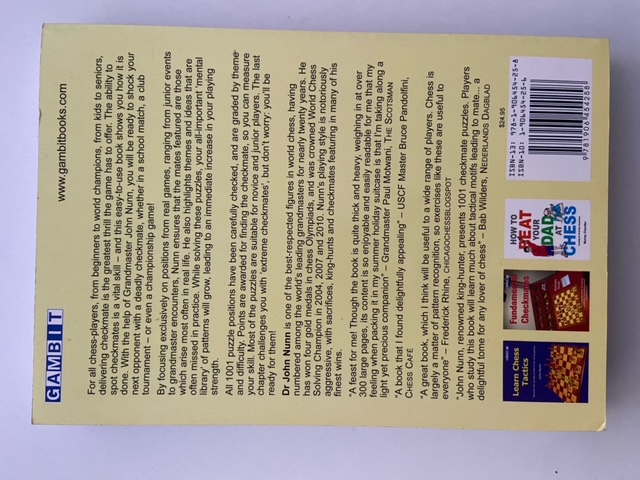 GAMBIT
www.gambitbooks.com
For all chess-players, from beginners to world champions, from kids to seniors,
delivering checkmate is the greatest thrill the game has to offer. The ability to
spot checkmates is a vital skill – and this easy-to-use book shows you how it is
done. With the help of Grandmaster John Nunn, you will be ready to shock your
next opponent with a deadly checkmate, whether in a school match, a club
tournament – or even a championship game!
By focusing exclusively on positions from real games, ranging from junior events
to grandmaster encounters, Nunn ensures that the mates featured are those
which arise most often in real life. He also highlights themes and ideas that are
often missed in practice. While solving these puzzles, your all-important 'mental
library' of patterns will grow, leading to an immediate increase in your playing
strength.
All 1001 puzzle positions have been carefully checked, and are graded by theme
and difficulty. Points are awarded for finding the checkmate, so you can measure
your skill. Most of the puzzles are suitable for novice and junior players. The last
chapter challenges you with 'extreme checkmates', but don't worry: you'll be
ready for them!
Dr John Nunn is one of the best-respected figures in world chess, having
numbered among the world's leading grandmasters for nearly twenty years. He
has won four gold medals in chess Olympiads, and was crowned World Chess
Solving Champion in 2004, 2007 and 2010. Nunn's playing style is notoriously
aggressive, with sacrifices, king-hunts and checkmates featuring in many of his
finest wins.
"A feast for me! Though the book is quite thick and heavy, weighing in at over
300 large pages, its content is so enjoyable and easily readable for me that my
feeling when packing it in my summer holiday suitcase is that I'm taking along a
light yet precious companion" – Grandmaster Paul Motwani, THE SCOTSMAN
"A book that I found delightfully appealing" – USCF Master Bruce Pandolfini,
CHESS CAFÉ
"A great book, which I think will be useful to a wide range of players. Chess is
largely a matter of pattern recognition, so exercises like these are useful to
everyone" – Frederick Rhine, CHICAGOCHESSBLOGSPOT
"John Nunn, renowned king-hunter, presents 1001 checkmate puzzles. Players
who study this book will learn much about tactical motifs leading to mate... a
delightful tome for any lover of chess" – Bab Wilders, NEDERLANDS DAGBLAD
Learn Chess
Tactics
Fundamental
Checkmates
HOW TO
BEAT
YOUR
DAD
AT
CHESS
$24.95
ISBN-13: 978-1-906454-25-8
ISBN-10: 1-906454-25-6
9 781906 454258